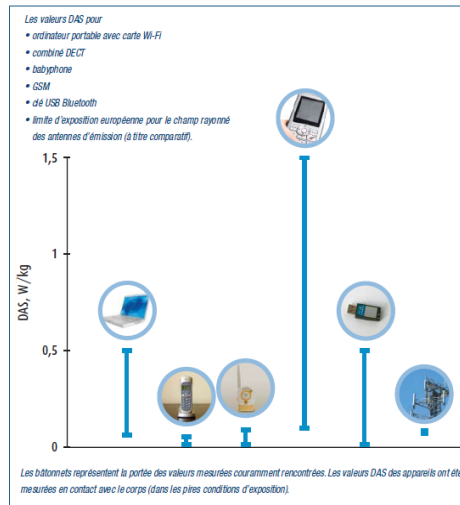 Les valeurs DAS pour
• ordinateur portable avec carte Wi-Fi
• combiné DECT
• babyphone
• GSM
• clé USB Bluetooth
• limite d'exposition européenne pour le champ rayonné
des antennes d'émission (à titre comparatif).
1,5
1
0,5
0
DAS, W/kg
Les bâtonnets représentent la portée des valeurs mesurées couramment rencontrées. Les valeurs DAS des appareils ont été
mesurées en contact avec le corps (dans les pires conditions d'exposition).